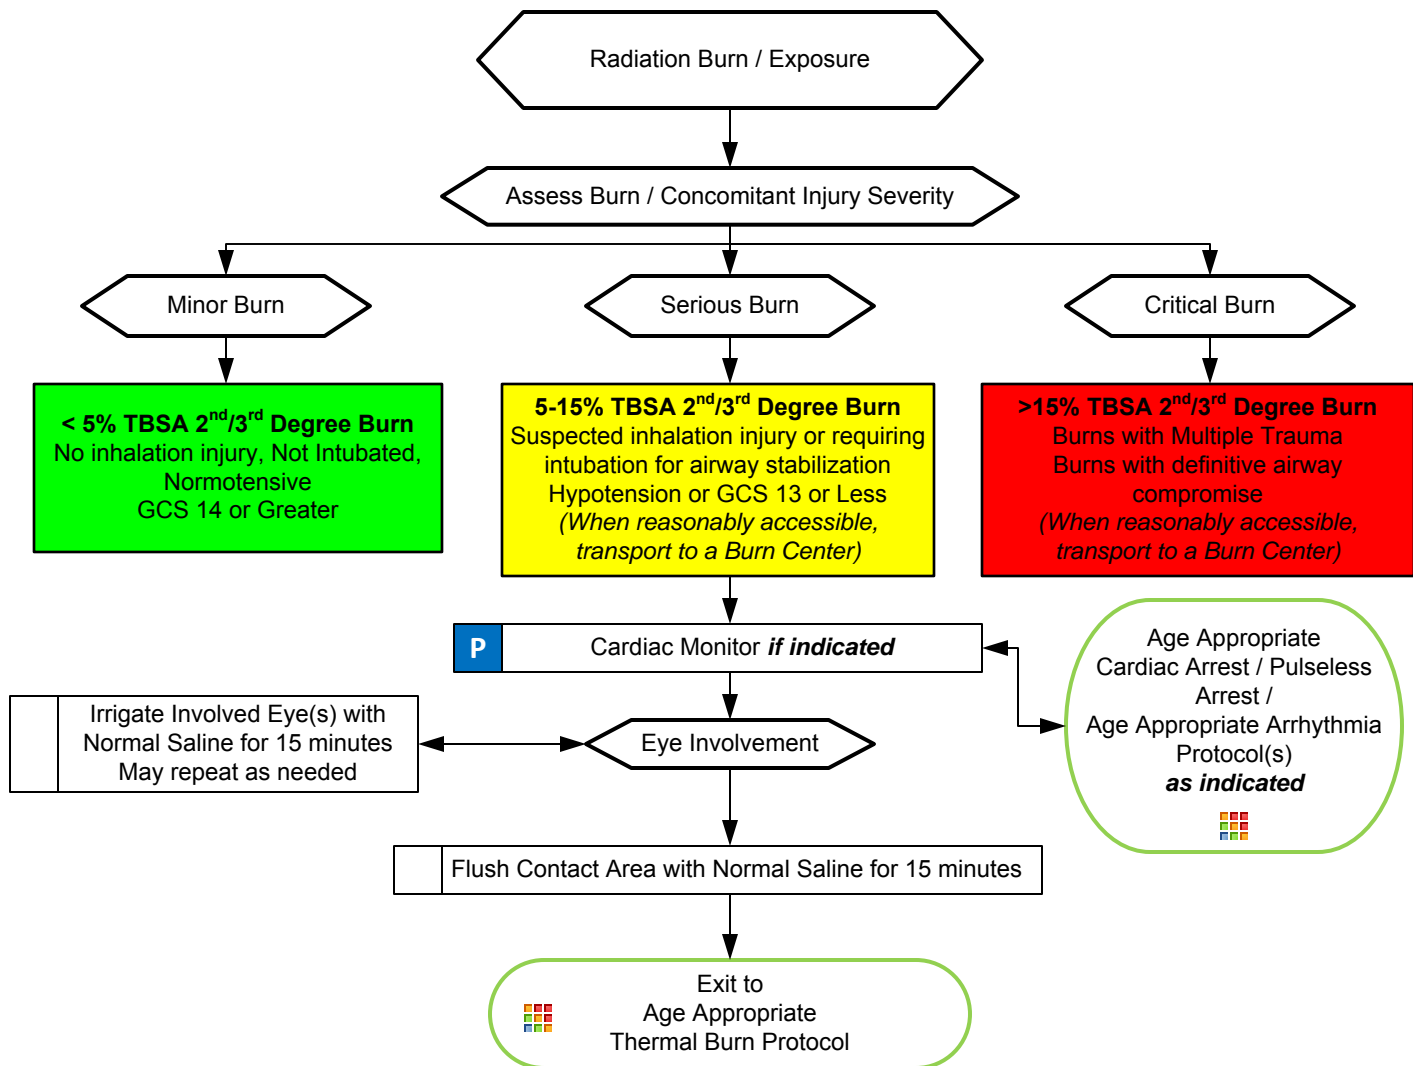 Radiation Burn / Exposure
Assess Burn / Concomitant Injury Severity
Minor Burn
Serious Burn
Critical Burn
< 5% TBSA 2nd/3rd Degree Burn
No inhalation injury, Not Intubated,
Normotensive
GCS 14 or Greater
5-15% TBSA 2nd/3rd Degree Burn
Suspected inhalation injury or requiring
intubation for airway stabilization
Hypotension or GCS 13 or Less
(When reasonably accessible,
transport to a Burn Center)
>15% TBSA 2nd/3rd Degree Burn
Burns with Multiple Trauma
Burns with definitive airway
compromise
(When reasonably accessible,
transport to a Burn Center)
P
Cardiac Monitor if indicated
Age Appropriate
Cardiac Arrest / Pulseless
Arrest /
Age Appropriate Arrhythmia
Protocol(s)
as indicated
Irrigate Involved Eye(s) with
Normal Saline for 15 minutes
May repeat as needed
Eye Involvement
Flush Contact Area with Normal Saline for 15 minutes
Exit to
Age Appropriate
Thermal Burn Protocol